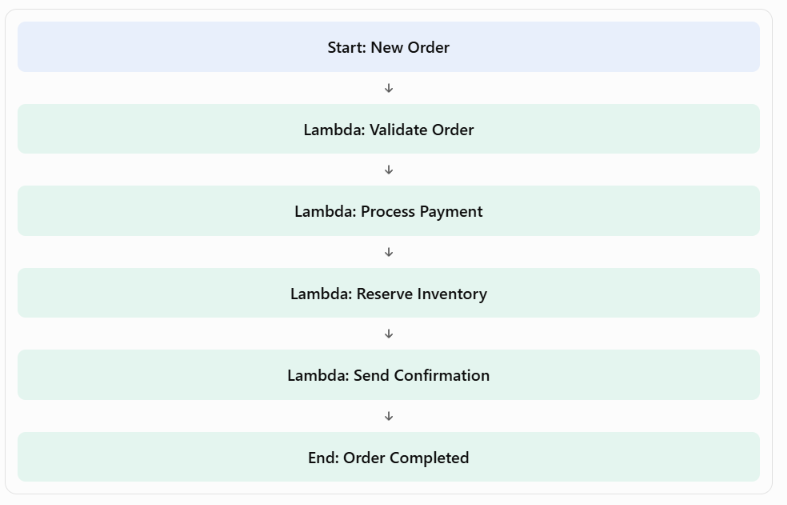 Start: New Order
↓
Lambda: Validate Order
↓
Lambda: Process Payment
↓
Lambda: Reserve Inventory
↓
Lambda: Send Confirmation
↓
End: Order Completed